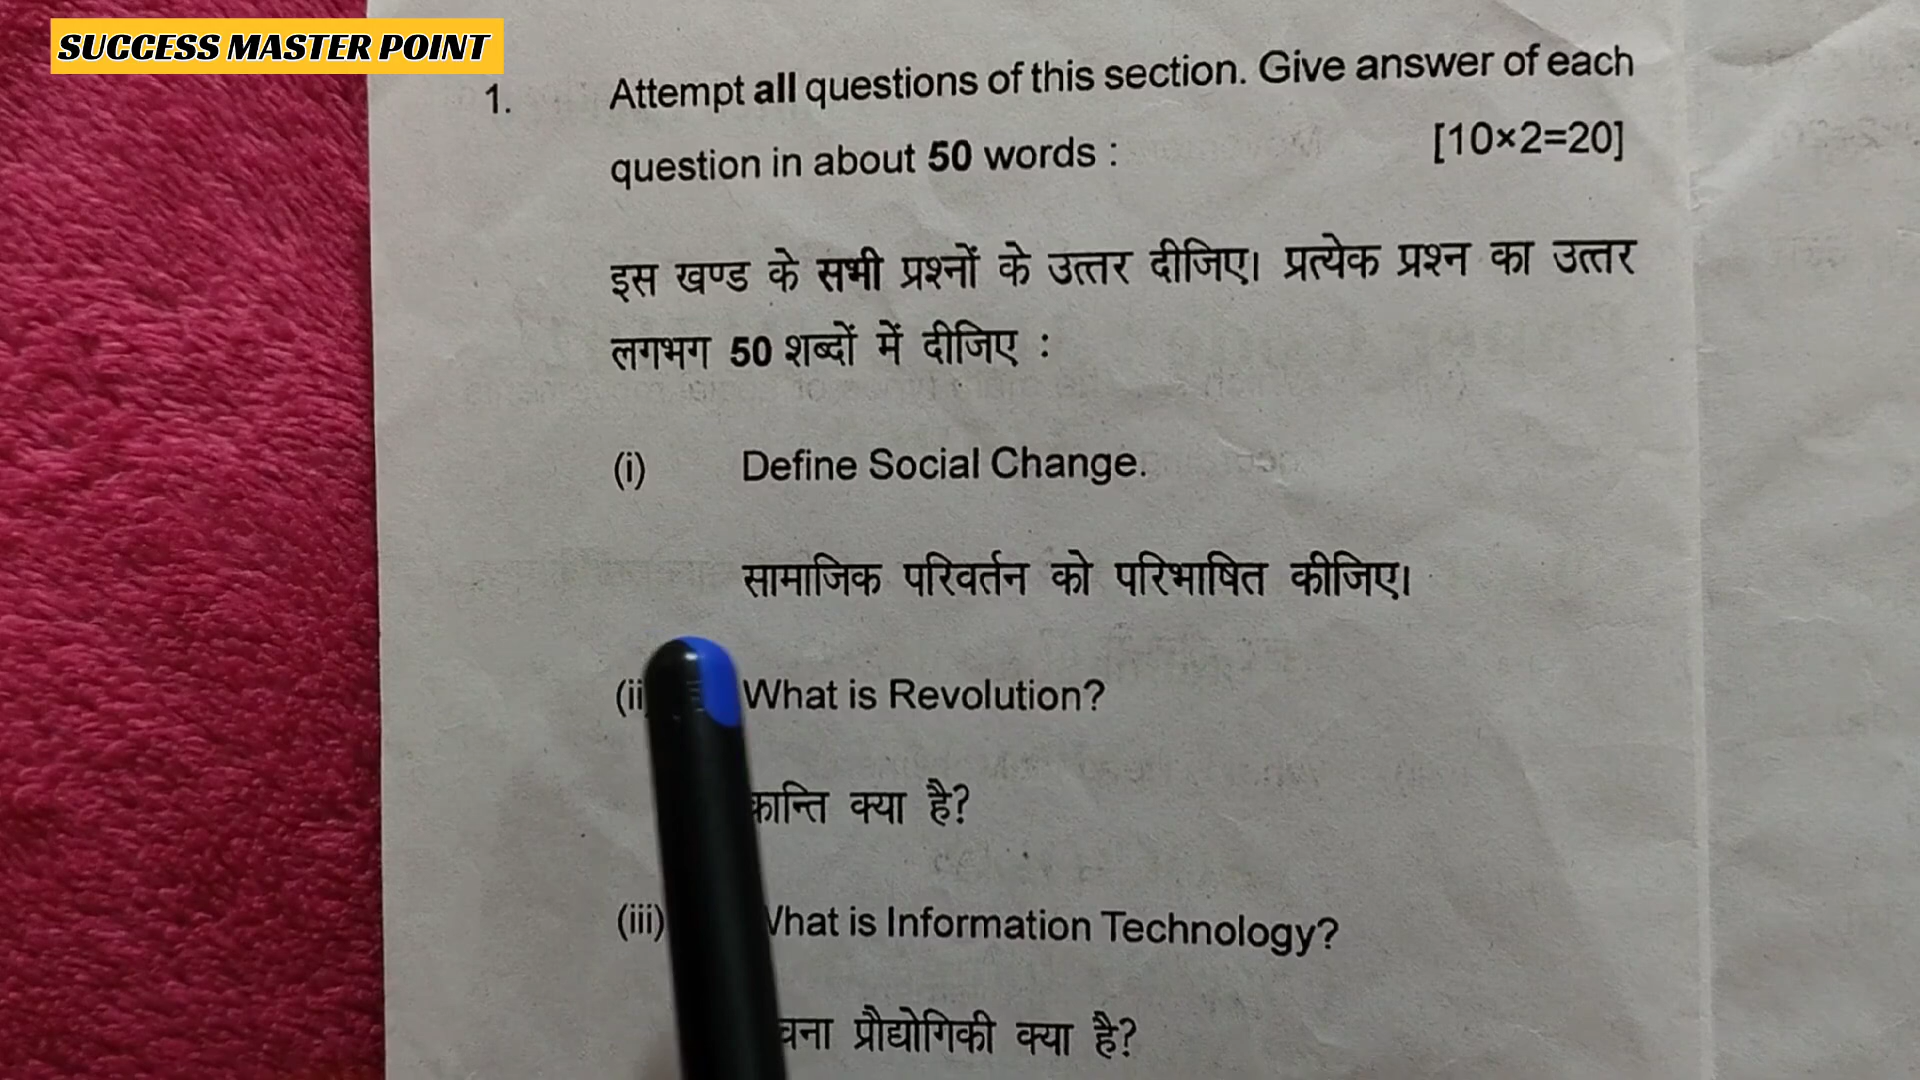 SUCCESS MASTER POINT
1. Attempt all questions of this section. Give answer of each
question in about 50 words : [10×2=20]
इस खण्ड के सभी प्रश्नों के उत्तर दीजिए। प्रत्येक प्रश्न का उत्तर
लगभग 50 शब्दों में दीजिए :
(i) Define Social Change.
सामाजिक परिवर्तन को परिभाषित कीजिए।
(ii) What is Revolution?
क्रान्ति क्या है?
(iii) What is Information Technology?
प्रौद्योगिकी क्या है?